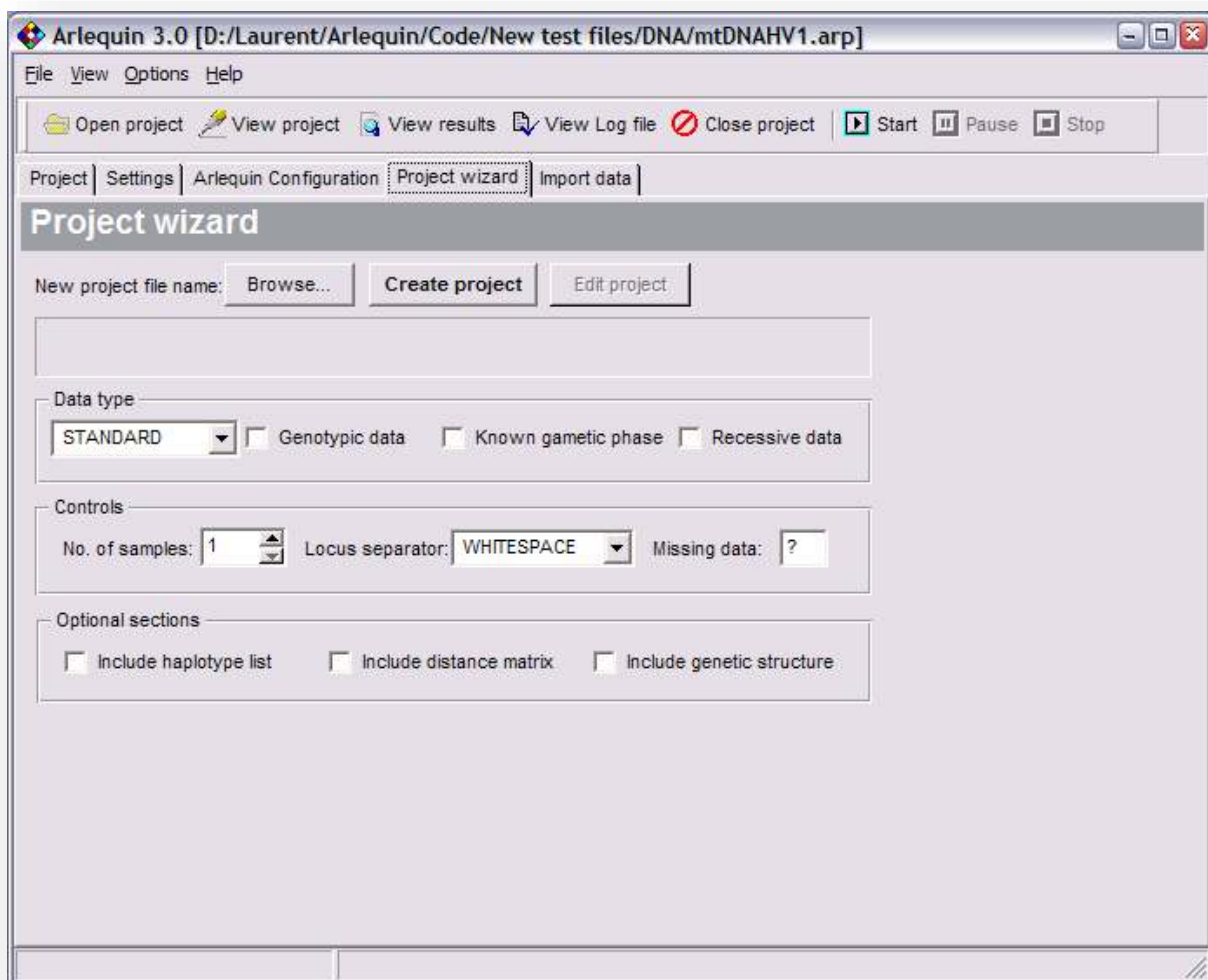 Arlequin 3.0 [D:/Laurent/Arlequin/Code/New test files/DNA/mtDNAHV1.arp]
File View Options Help
Open project View project View results View Log file Close project Start Pause Stop
Project Settings Arlequin Configuration Project wizard Import data
Project wizard
New project file name: Browse... Create project Edit project
Data type
STANDARD Genotypic data Known gametic phase Recessive data
Controls
No. of samples: 1 Locus separator: WHITESPACE Missing data: ?
Optional sections
Include haplotype list Include distance matrix Include genetic structure